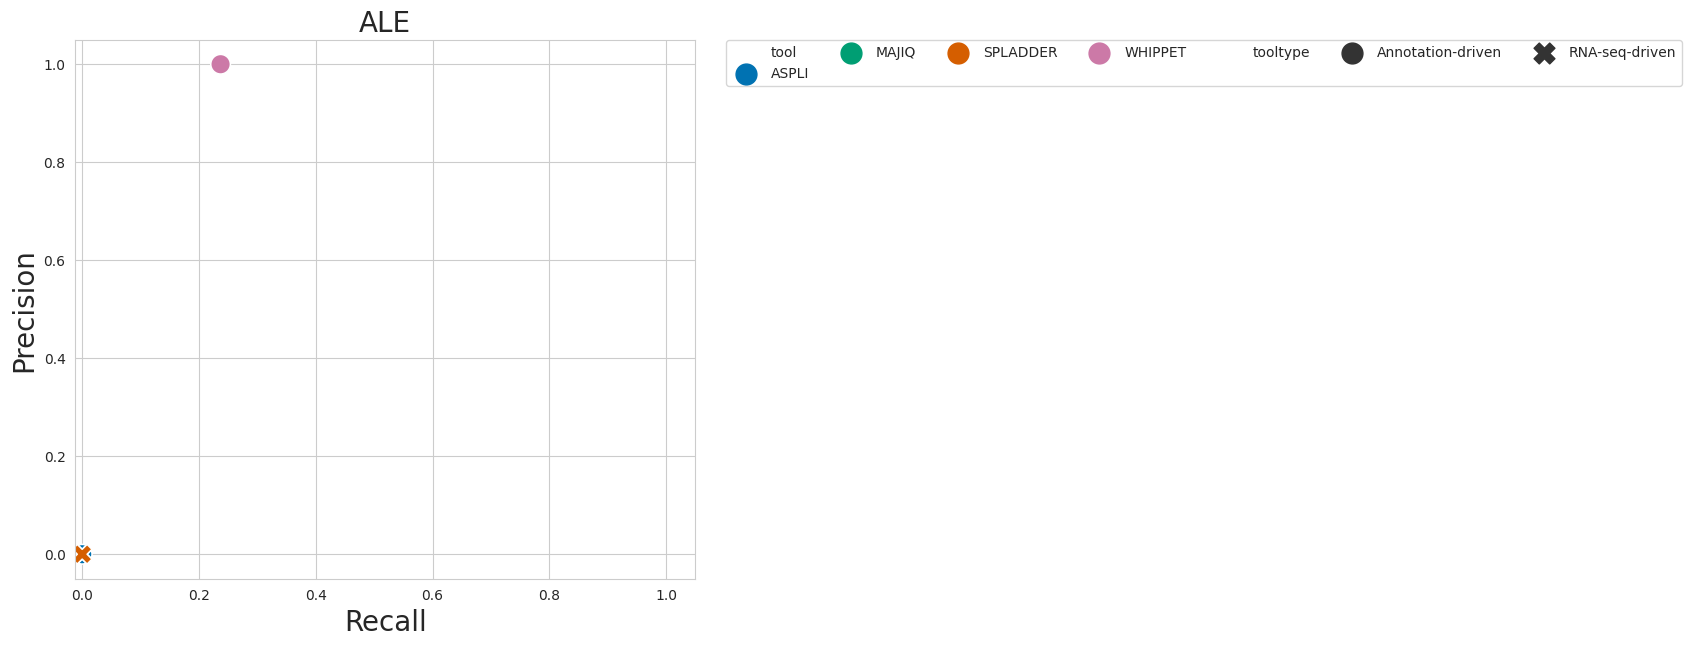 ALE
Precision
1.0
0.8
0.6
0.4
0.2
0.0
0.0 0.2 0.4 0.6 0.8 1.0
Recall
tool MAJIQ SPLADDER WHIPPET tooltype Annotation-driven RNA-seq-driven
ASPLI